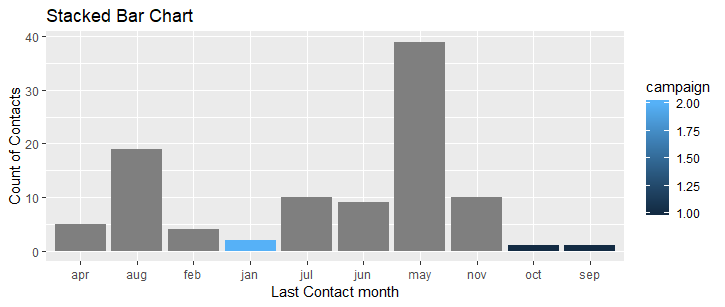 Stacked Bar Chart
Count of Contacts
40
30
20
10
0
apr aug feb jan jul jun may nov oct sep
Last Contact month
campaign
2.00
1.75
1.50
1.25
1.00